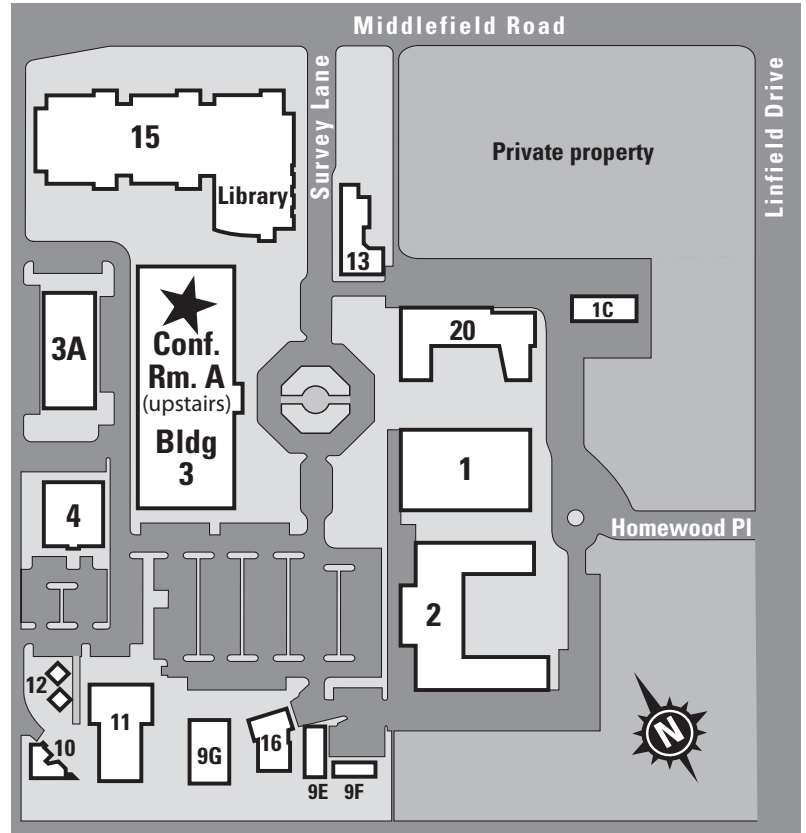 Middlefield Road
Survey Lane
Linfield Drive
15
Library
Private property
13
1C
3A
Conf.
Rm. A
(upstairs)
Bldg
3
20
1
4
Homewood Pl
2
12
11
10
9G
16
9E
9F
N